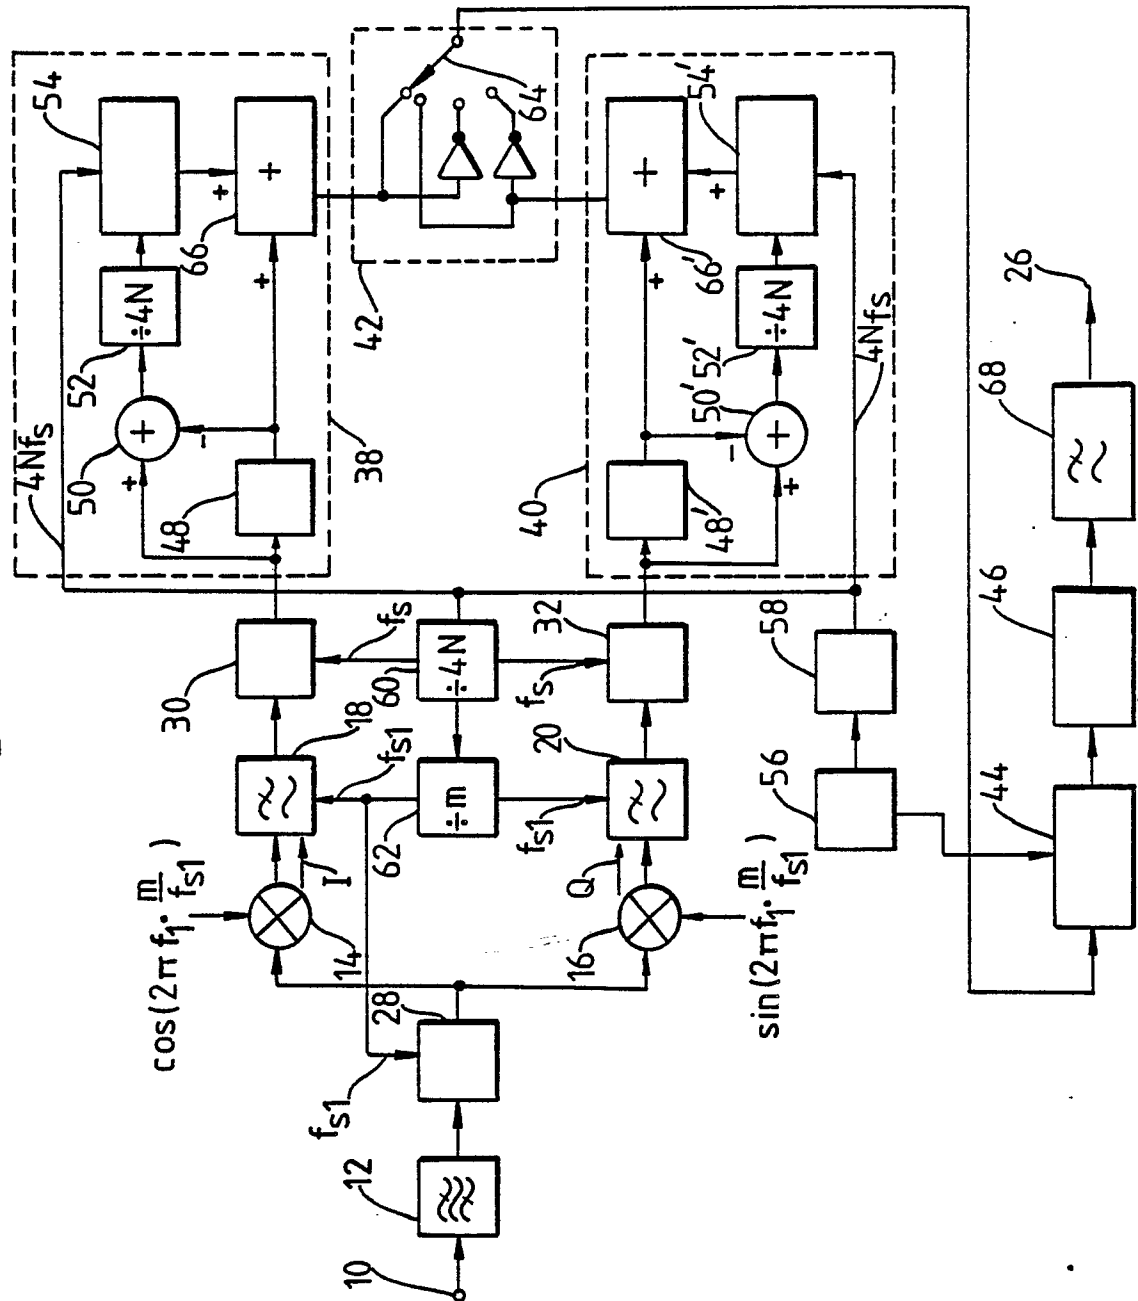 54
66
+
+
+
÷4N
52
50
+
+
-
4Nfs
48
38
64
42
+
+
+
54'
66'
÷4N
52'
50'
+
-
+
48'
40
4Nfs
30
fs
60
÷4N
fs
32
58
18
fs1
÷m
62
fs1
20
56
cos(2πf1·m/fs1)
I
14
Q
16
sin(2πf1·m/fs1)
28
fs1
12
10
44
46
68
26